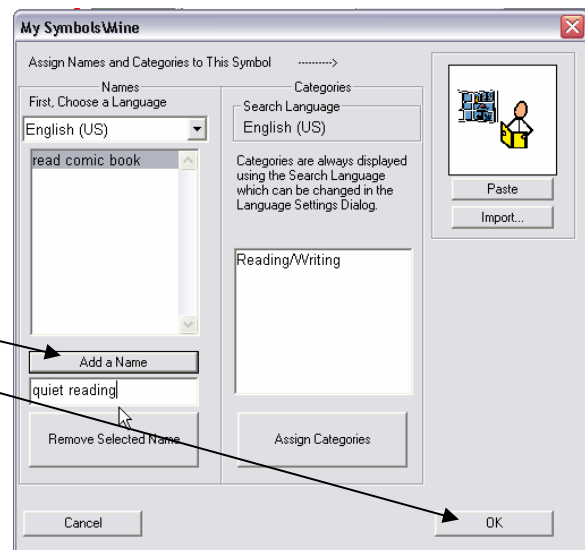 My Symbols\Mine
Assign Names and Categories to This Symbol --------->
Names
First, Choose a Language
English (US)
read comic book
Add a Name
quiet reading
Remove Selected Name
Cancel
Categories
Search Language
English (US)
Categories are always displayed
using the Search Language
which can be changed in the
Language Settings Dialog.
Reading/Writing
Assign Categories
Paste
Import...
OK